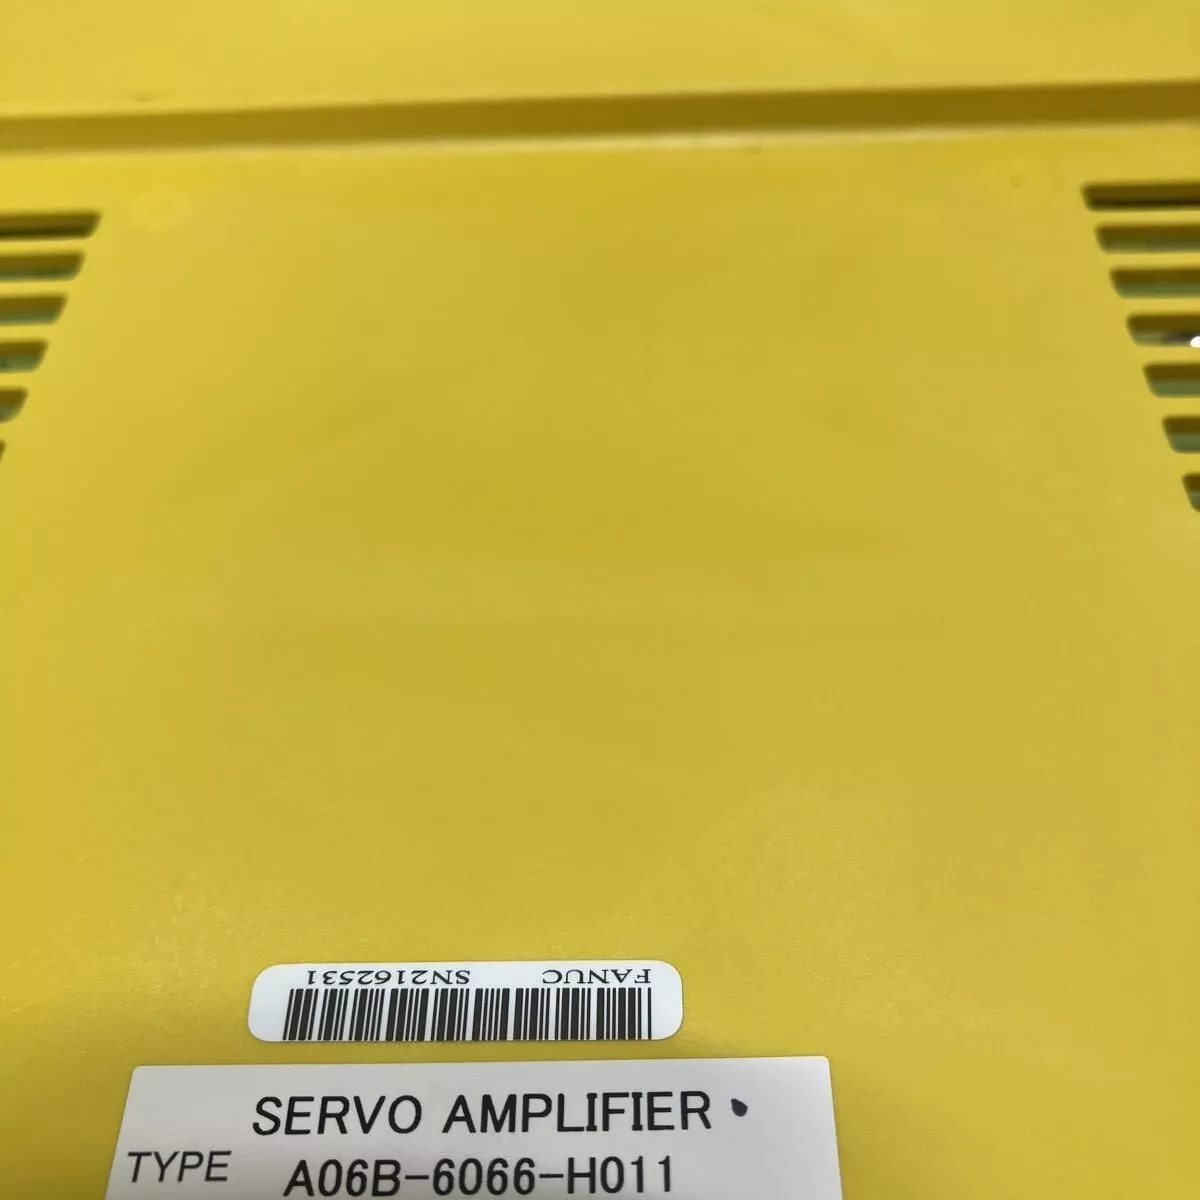 FANUC SN2162531
SERVO AMPLIFIER
TYPE A06B-6066-H011